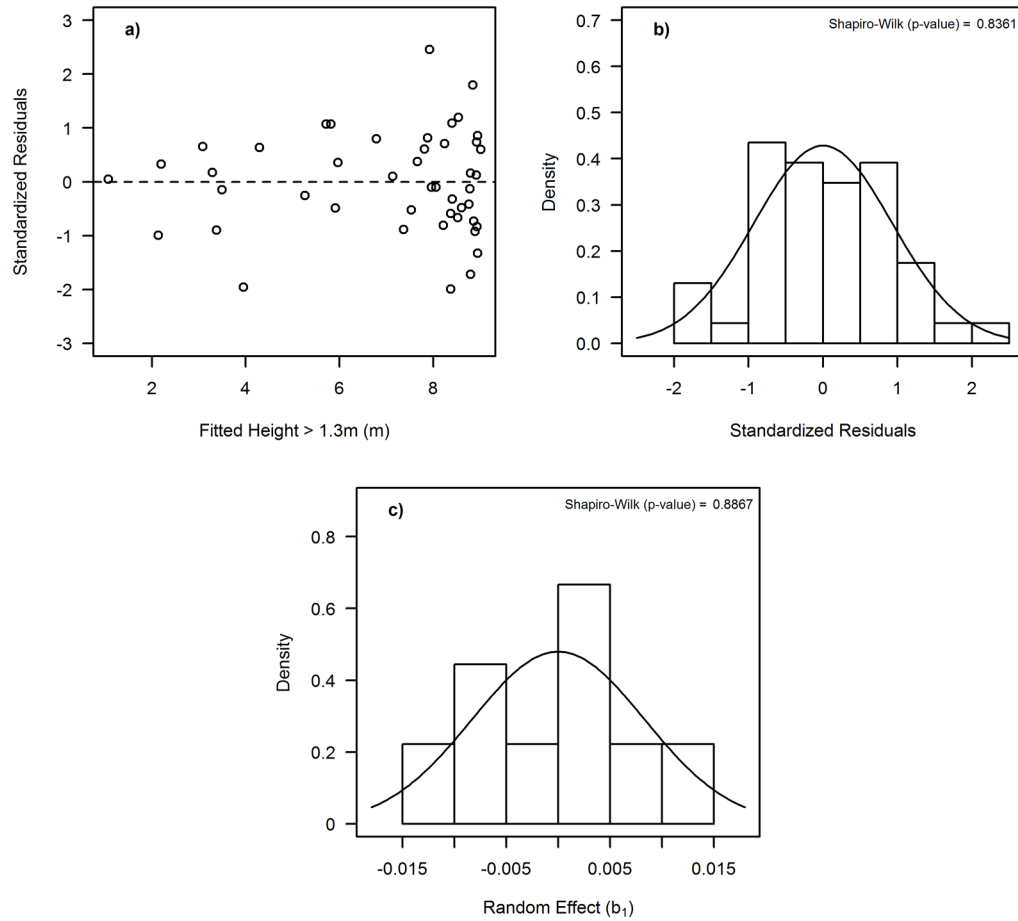 a)
Standardized Residuals
3
2
1
0
-1
-2
-3
2 4 6 8
Fitted Height > 1.3m (m)
b)
Shapiro-Wilk (p-value) = 0.8361
Density
0.7
0.6
0.5
0.4
0.3
0.2
0.1
0.0
-2 -1 0 1 2
Standardized Residuals
c)
Shapiro-Wilk (p-value) = 0.8867
Density
0.8
0.6
0.4
0.2
0
-0.015 -0.005 0.005 0.015
Random Effect (b₁)